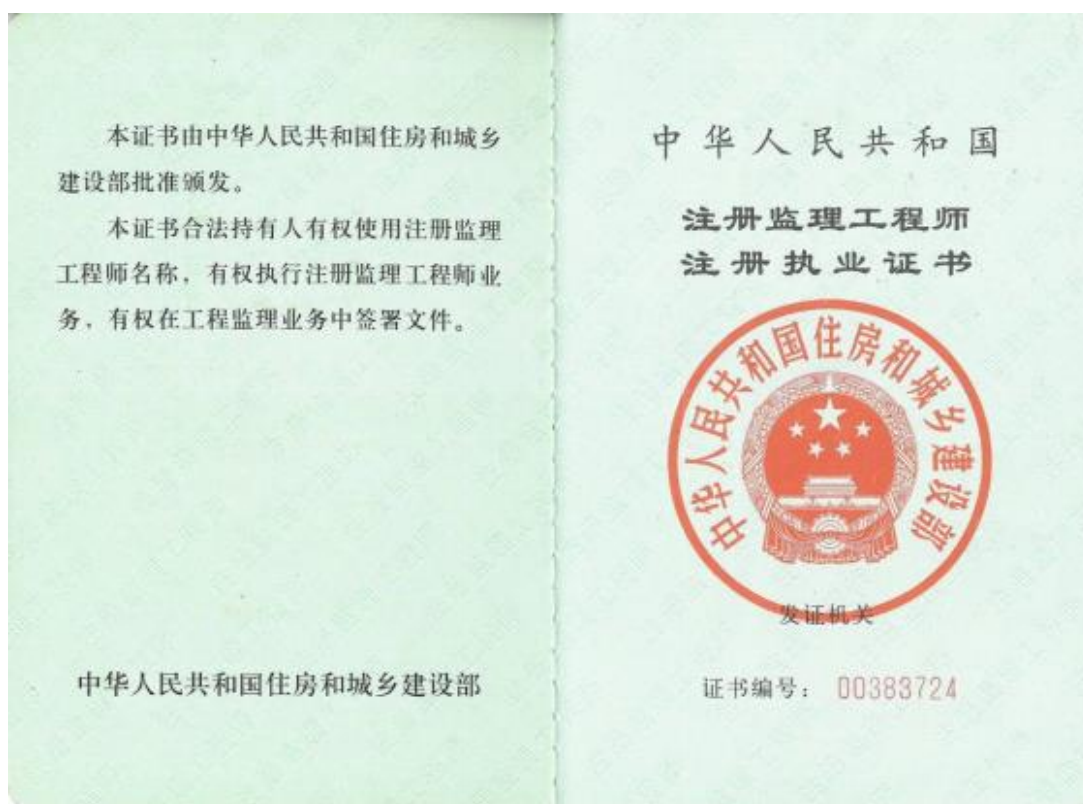 本证书由中华人民共和国住房和城乡
建设部批准颁发。
本证书合法持有人有权使用注册监理
工程师名称，有权执行注册监理工程师业
务，有权在工程监理业务中签署文件。
中华人民共和国住房和城乡建设部
中华人民共和国
注册监理工程师
注册执业证书
中华人民共和国住房和城乡建设部
发证机关
证书编号： 00383724